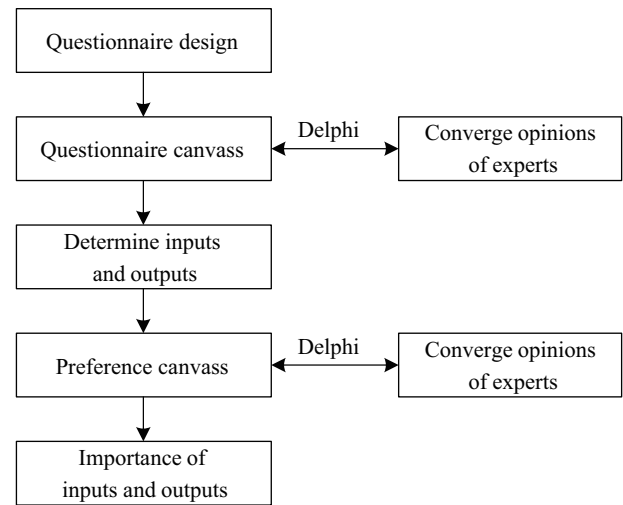 Questionnaire design
Questionnaire canvass
Delphi
Converge opinions
of experts
Determine inputs
and outputs
Preference canvass
Delphi
Converge opinions
of experts
Importance of
inputs and outputs